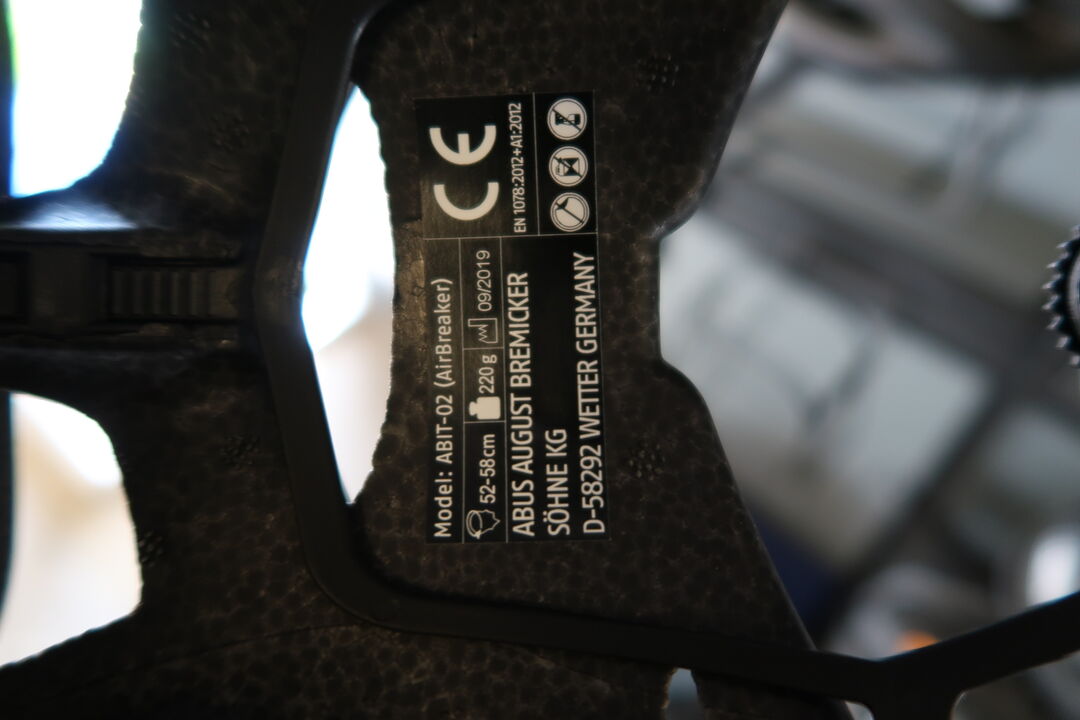 Model: ABIT-02 (AirBreaker)
52-58cm 220g 09/2019
ABUS AUGUST BREMICKER
SÖHNE KG
D-58292 WETTER GERMANY
CE
EN 1078:2012+A1:2012